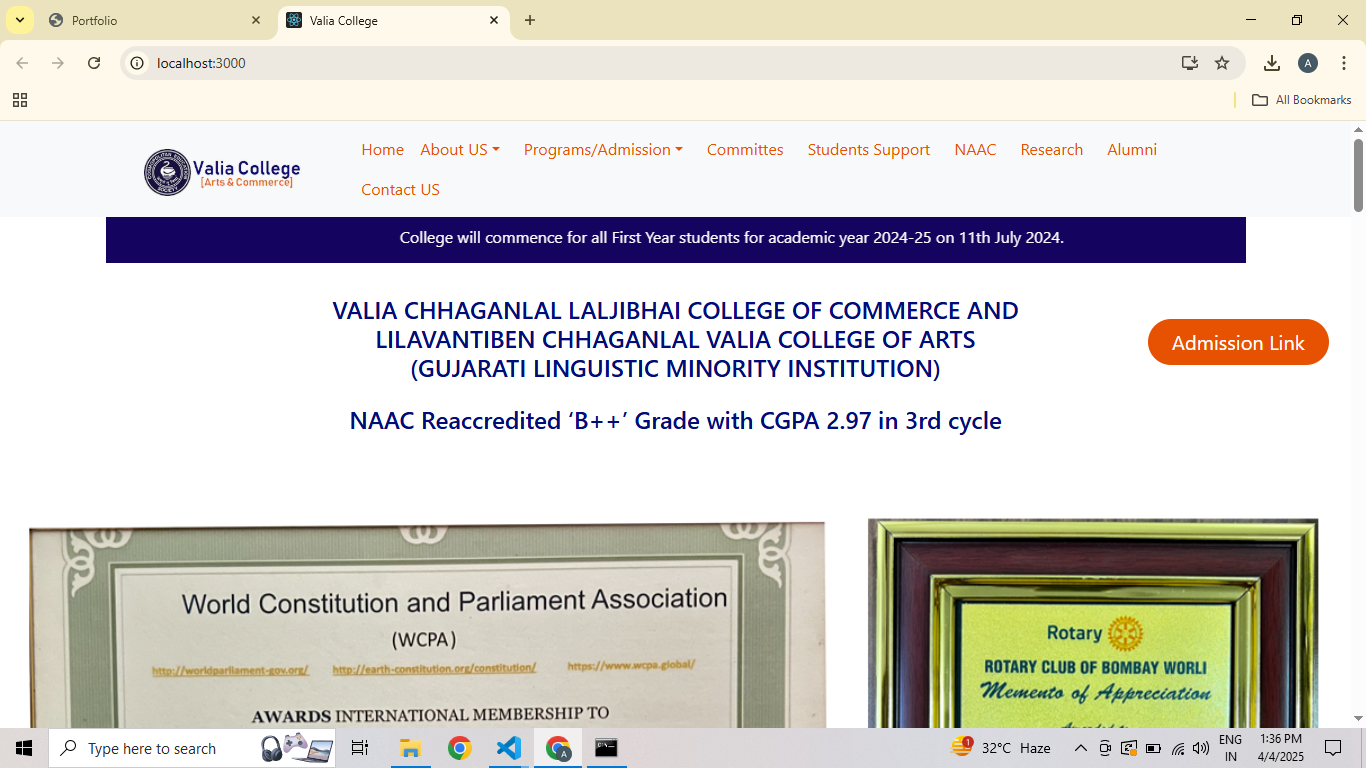 Portfolio
Valia College
localhost:3000
A
All Bookmarks
Valia College
[Arts & Commerce]
Home About US Programs/Admission Committes Students Support NAAC Research Alumni
Contact US
College will commence for all First Year students for academic year 2024-25 on 11th July 2024.
VALIA CHHAGANLAL LALJIBHAI COLLEGE OF COMMERCE AND
LILAVANTIBEN CHHAGANLAL VALIA COLLEGE OF ARTS
(GUJARATI LINGUISTIC MINORITY INSTITUTION)
Admission Link
NAAC Reaccredited ‘B++’ Grade with CGPA 2.97 in 3rd cycle
World Constitution and Parliament Association
(WCPA)
http://worldparliament-gov.org/ http://earth-constitution.org/constitution/ https://www.wcpa.global/
AWARDS INTERNATIONAL MEMBERSHIP TO
Rotary
ROTARY CLUB OF BOMBAY WORLI
Memento of Appreciation
Type here to search
A
1
32°C Haze
ENG
IN
1:36 PM
4/4/2025